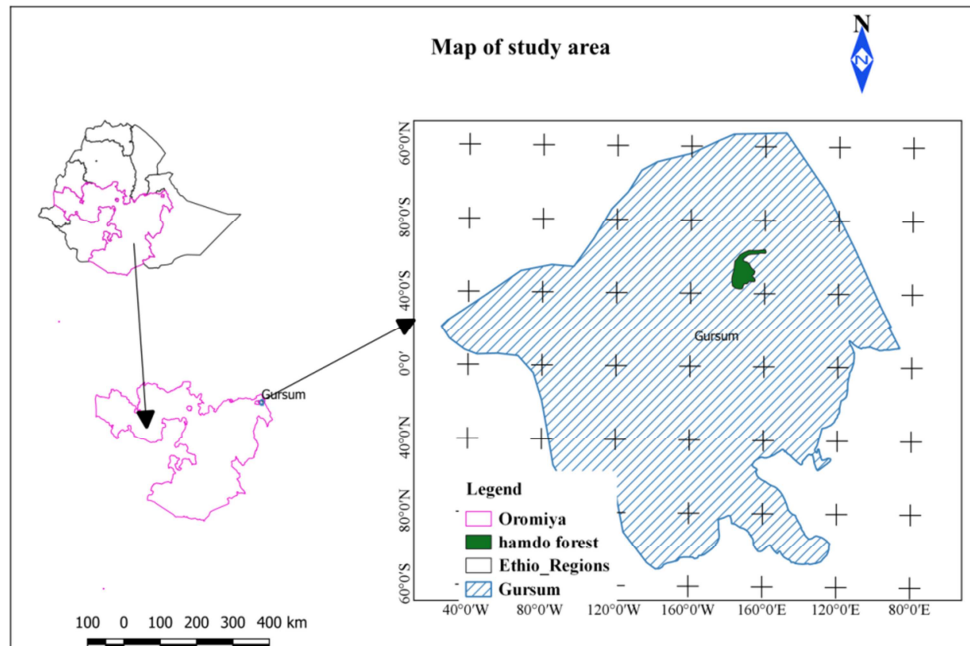 Map of study area
N
N
Gursum
Gursum
60°0'N
80°0'S
40°0'S
0°0'
40°0'N
80°0'N
60°0'S
40°0'W
80°0'W
120°0'W
160°0'W
160°0'E
120°0'E
80°0'E
Legend
Oromiya
hamdo forest
Ethio_Regions
Gursum
100 0 100 200 300 400 km